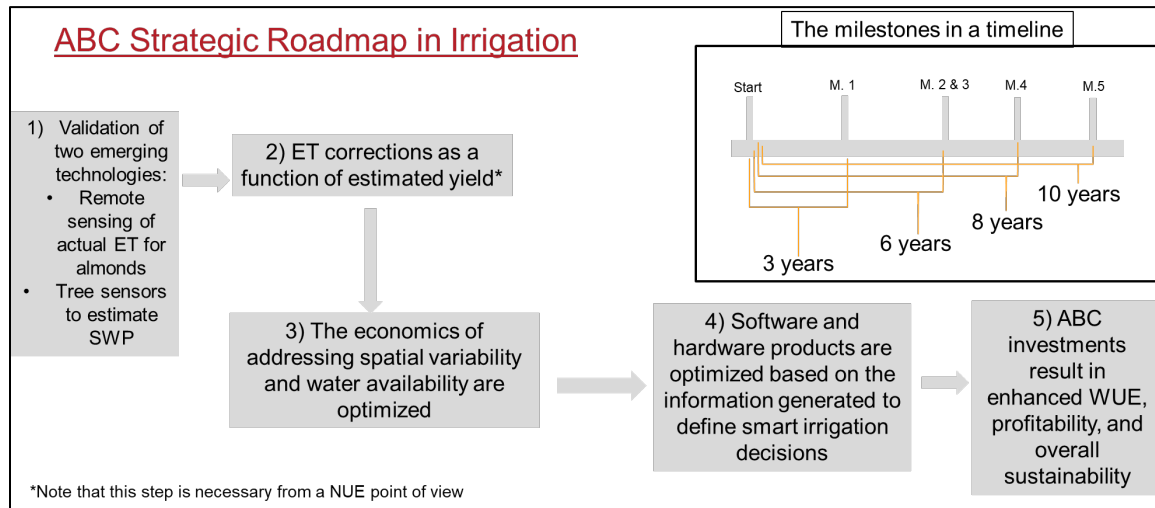 ABC Strategic Roadmap in Irrigation
The milestones in a timeline
Start
M. 1
M. 2 & 3
M.4
M.5
3 years
6 years
8 years
10 years
1) Validation of
two emerging
technologies:
• Remote
sensing of
actual ET for
almonds
• Tree sensors
to estimate
SWP
2) ET corrections as a
function of estimated yield*
3) The economics of
addressing spatial variability
and water availability are
optimized
4) Software and
hardware products are
optimized based on the
information generated to
define smart irrigation
decisions
5) ABC
investments
result in
enhanced WUE,
profitability, and
overall
sustainability
*Note that this step is necessary from a NUE point of view